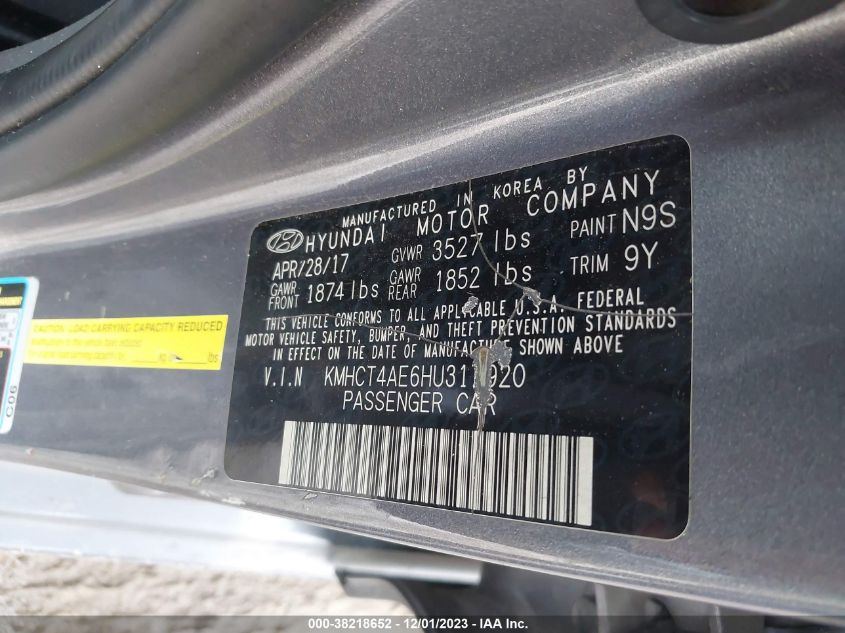 MANUFACTURED IN KOREA BY
HYUNDAI MOTOR COMPANY
APR/28/17 GVWR 3527 lbs PAINT N9S
GAWR FRONT 1874 lbs GAWR REAR 1852 lbs TRIM 9Y
THIS VEHICLE CONFORMS TO ALL APPLICABLE U.S.A. FEDERAL
MOTOR VEHICLE SAFETY, BUMPER, AND THEFT PREVENTION STANDARDS
IN EFFECT ON THE DATE OF MANUFACTURE SHOWN ABOVE
V.I.N KMHCT4AE6HU317920
PASSENGER CAR
CAUTION: LOAD CARRYING CAPACITY REDUCED
lbs
C06
000-38218652 - 12/01/2023 - IAA Inc.